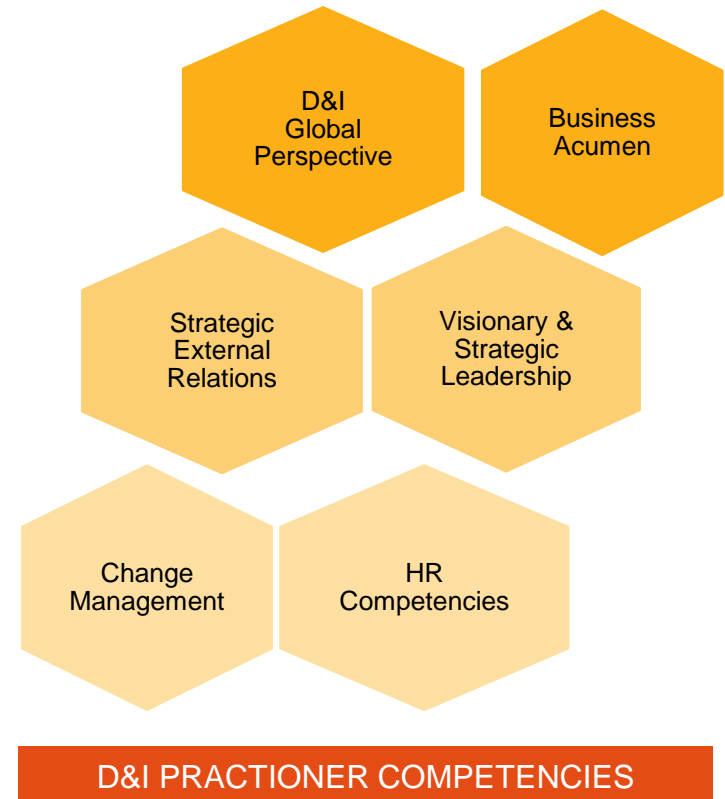 D&I
Global
Perspective
Business
Acumen
Strategic
External
Relations
Visionary &
Strategic
Leadership
Change
Management
HR
Competencies
D&I PRACTIONER COMPETENCIES